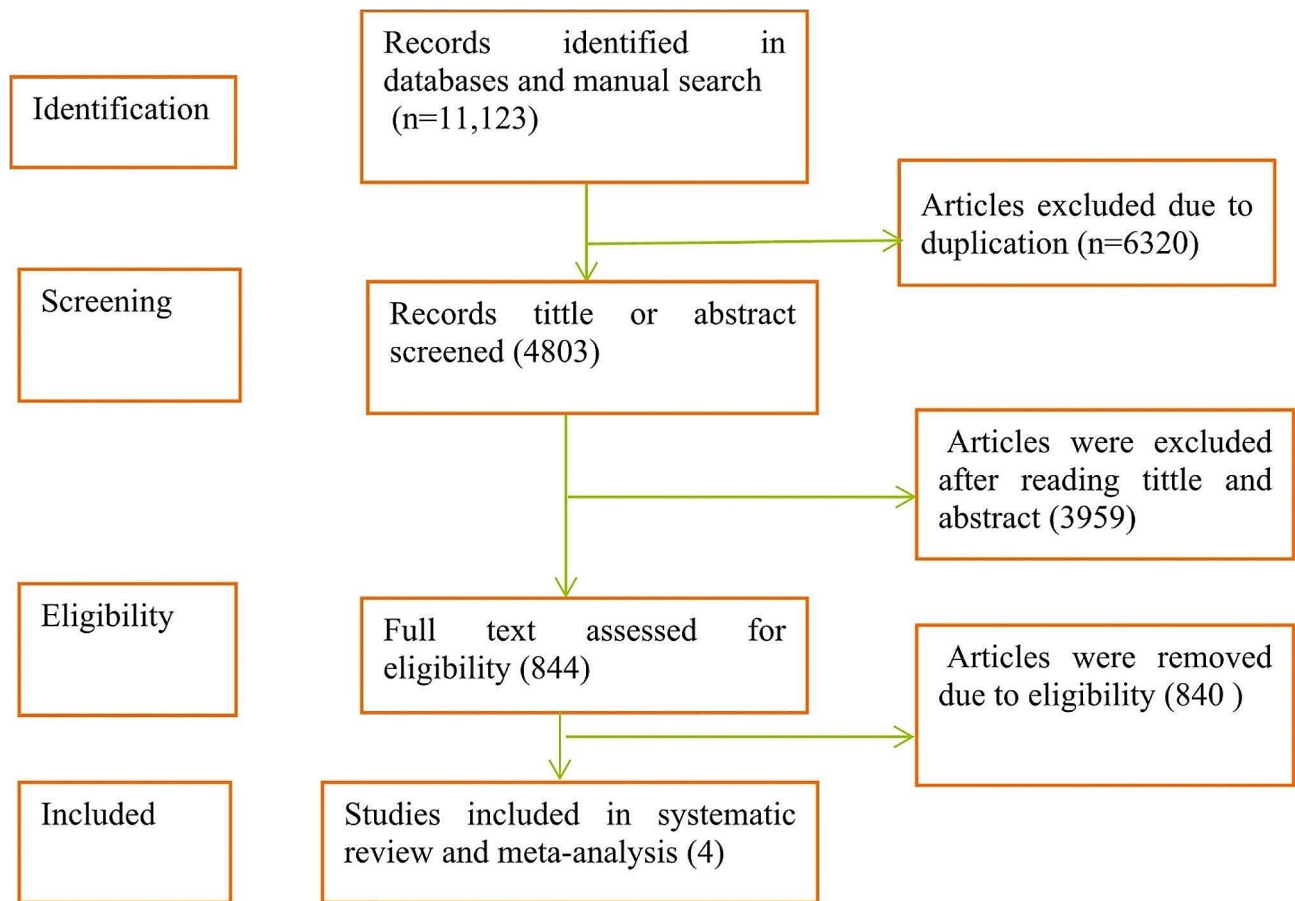 Identification
Records identified in
databases and manual search
(n=11,123)
Articles excluded due to
duplication (n=6320)
Screening
Records tittle or abstract
screened (4803)
Articles were excluded
after reading tittle and
abstract (3959)
Eligibility
Full text assessed for
eligibility (844)
Articles were removed
due to eligibility (840 )
Included
Studies included in systematic
review and meta-analysis (4)